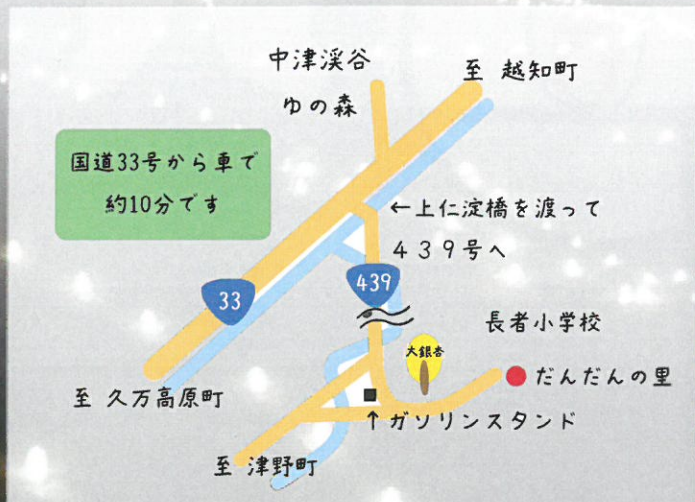 中津渓谷
ゆの森
至 越知町
国道33号から車で
約10分です
←上仁淀橋を渡って
439号へ
33
439
長者小学校
大銀杏
だんだんの里
至 久万高原町
↑ガソリンスタンド
至 津野町